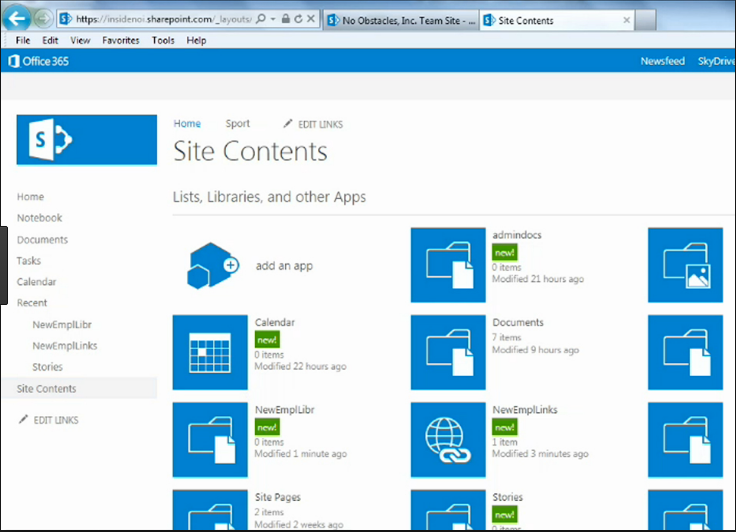 https://insidenoi.sharepoint.com/_layouts/
No Obstacles, Inc. Team Site - ...
Site Contents
File Edit View Favorites Tools Help
Office 365
Newsfeed SkyDrive
Home Sport EDIT LINKS
Site Contents
Lists, Libraries, and other Apps
Home
Notebook
Documents
Tasks
Calendar
Recent
NewEmplLibr
NewEmplLinks
Stories
Site Contents
EDIT LINKS
add an app
admindocs
new!
0 items
Modified 21 hours ago
Calendar
new!
0 items
Modified 22 hours ago
Documents
7 items
Modified 9 hours ago
NewEmplLibr
new!
0 items
Modified 1 minute ago
NewEmplLinks
new!
1 item
Modified 3 minutes ago
Site Pages
2 items
Modified 2 weeks ago
Stories
new!
0 items